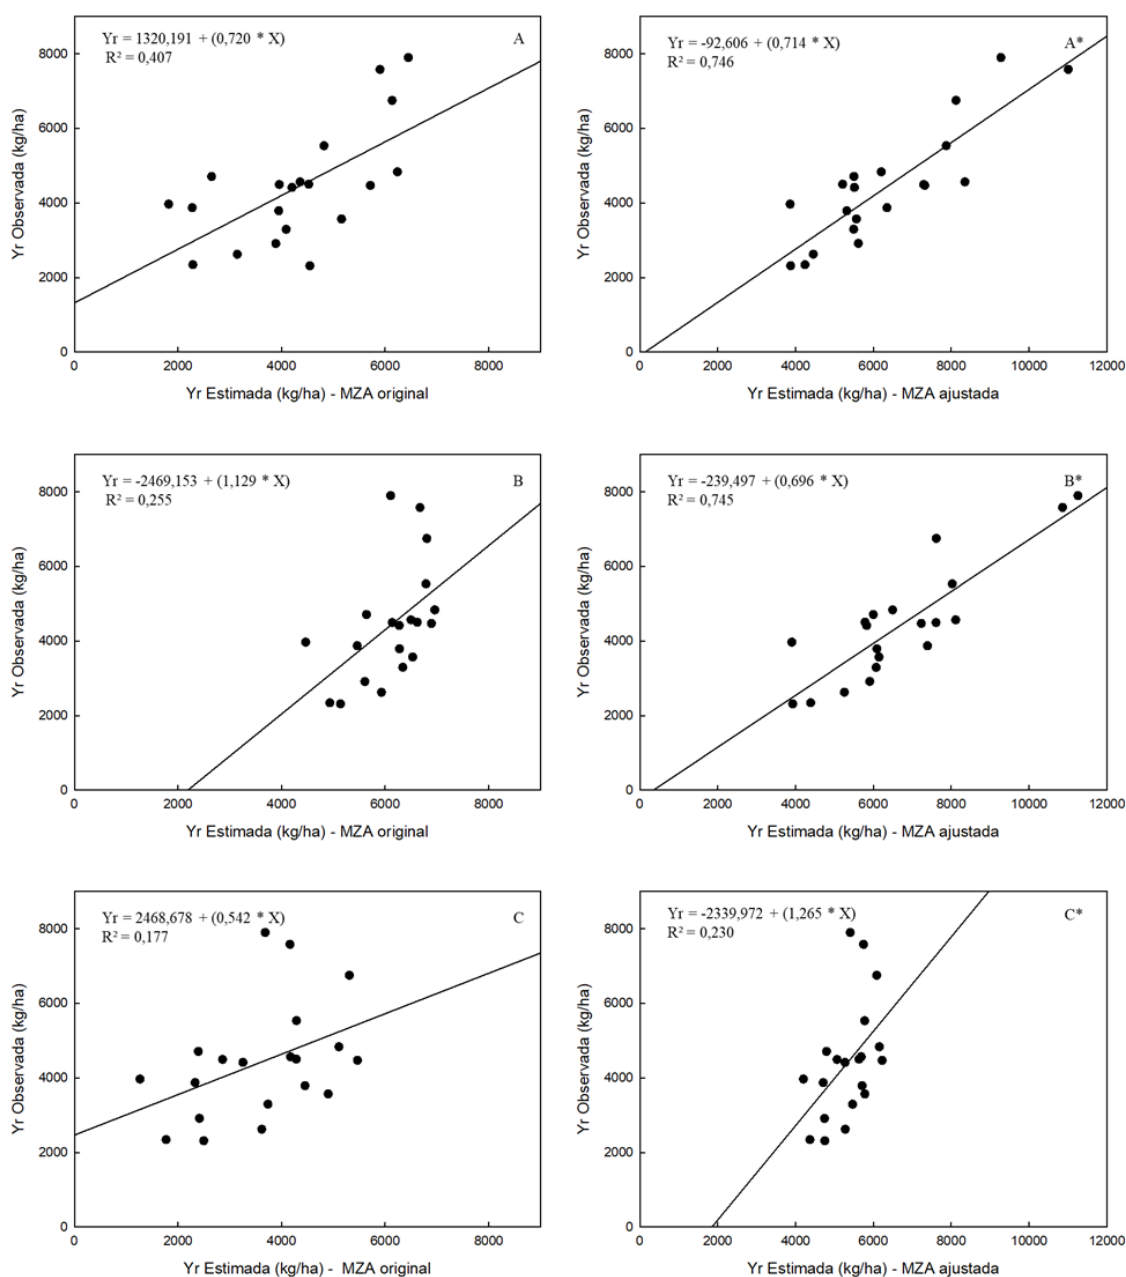 Yr = 1320,191 + (0,720 * X)
R² = 0,407
A
8000
6000
4000
2000
0
Yr Observada (kg/ha)
0 2000 4000 6000 8000
Yr Estimada (kg/ha) - MZA original
Yr = -92,606 + (0,714 * X)
R² = 0,746
A*
8000
6000
4000
2000
0
Yr Observada (kg/ha)
0 2000 4000 6000 8000 10000 12000
Yr Estimada (kg/ha) - MZA ajustada
Yr = -2469,153 + (1,129 * X)
R² = 0,255
B
8000
6000
4000
2000
0
Yr Observada (kg/ha)
0 2000 4000 6000 8000
Yr Estimada (kg/ha) - MZA original
Yr = -239,497 + (0,696 * X)
R² = 0,745
B*
8000
6000
4000
2000
0
Yr Observada (kg/ha)
0 2000 4000 6000 8000 10000 12000
Yr Estimada (kg/ha) - MZA ajustada
Yr = 2468,678 + (0,542 * X)
R² = 0,177
C
8000
6000
4000
2000
0
Yr Observada (kg/ha)
0 2000 4000 6000 8000
Yr Estimada (kg/ha) - MZA original
Yr = -2339,972 + (1,265 * X)
R² = 0,230
C*
8000
6000
4000
2000
0
Yr Observada (kg/ha)
0 2000 4000 6000 8000 10000 12000
Yr Estimada (kg/ha) - MZA ajustada